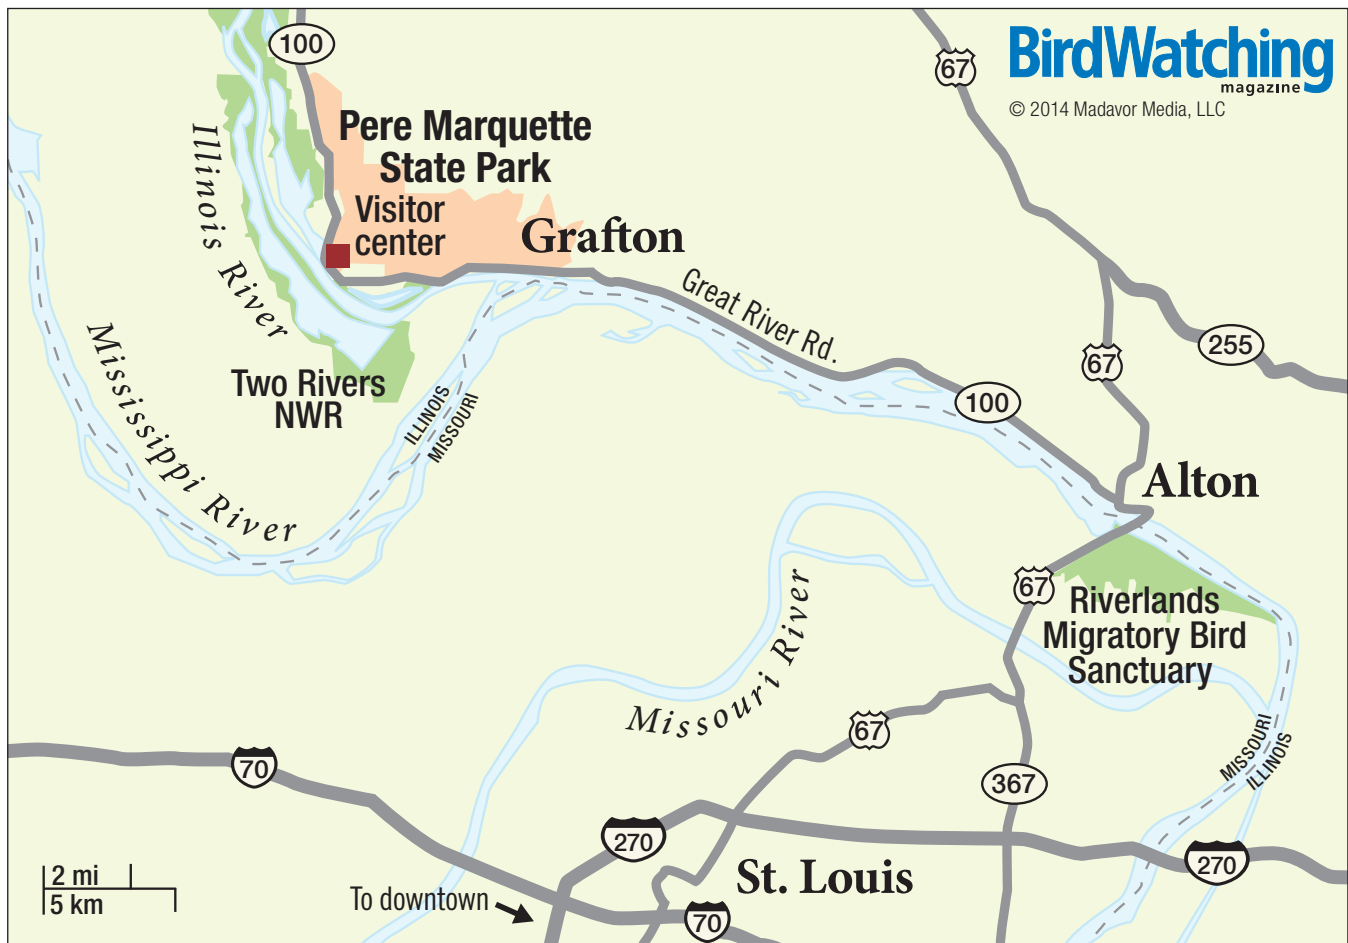 100
67
BirdWatching
magazine
© 2014 Madavor Media, LLC
Pere Marquette
State Park
Visitor
center
Illinois River
Grafton
Great River Rd.
67
255
Mississippi River
Two Rivers
NWR
ILLINOIS
MISSOURI
100
Alton
67
Riverlands
Migratory Bird
Sanctuary
Missouri River
67
MISSOURI
ILLINOIS
70
367
270
270
2 mi
5 km
St. Louis
To downtown
70